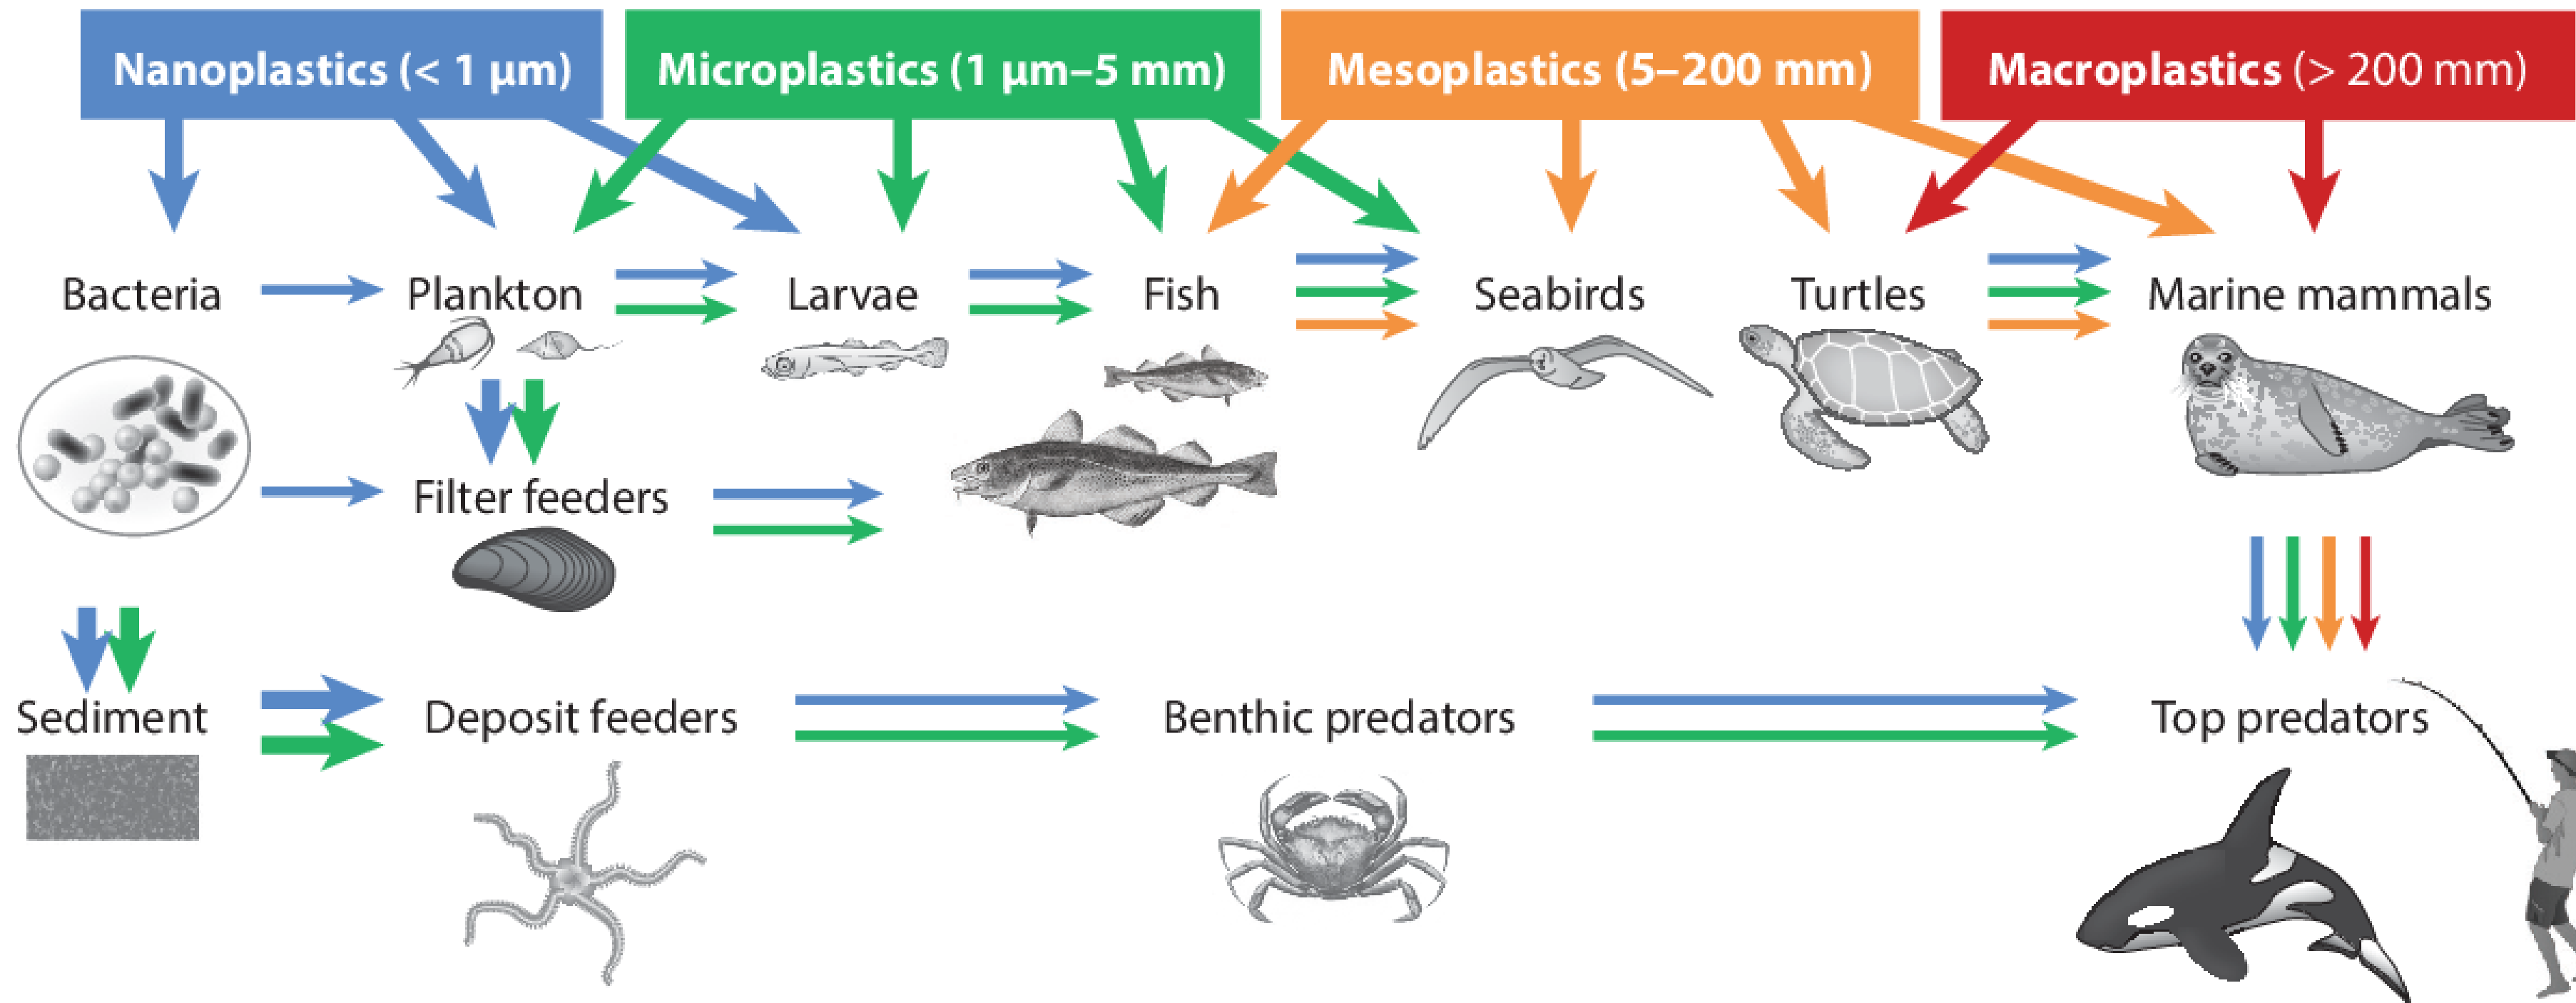 Nanoplastics (< 1 μm)
Microplastics (1 μm–5 mm)
Mesoplastics (5–200 mm)
Macroplastics (> 200 mm)
Bacteria
Plankton
Larvae
Fish
Seabirds
Turtles
Marine mammals
Filter feeders
Sediment
Deposit feeders
Benthic predators
Top predators